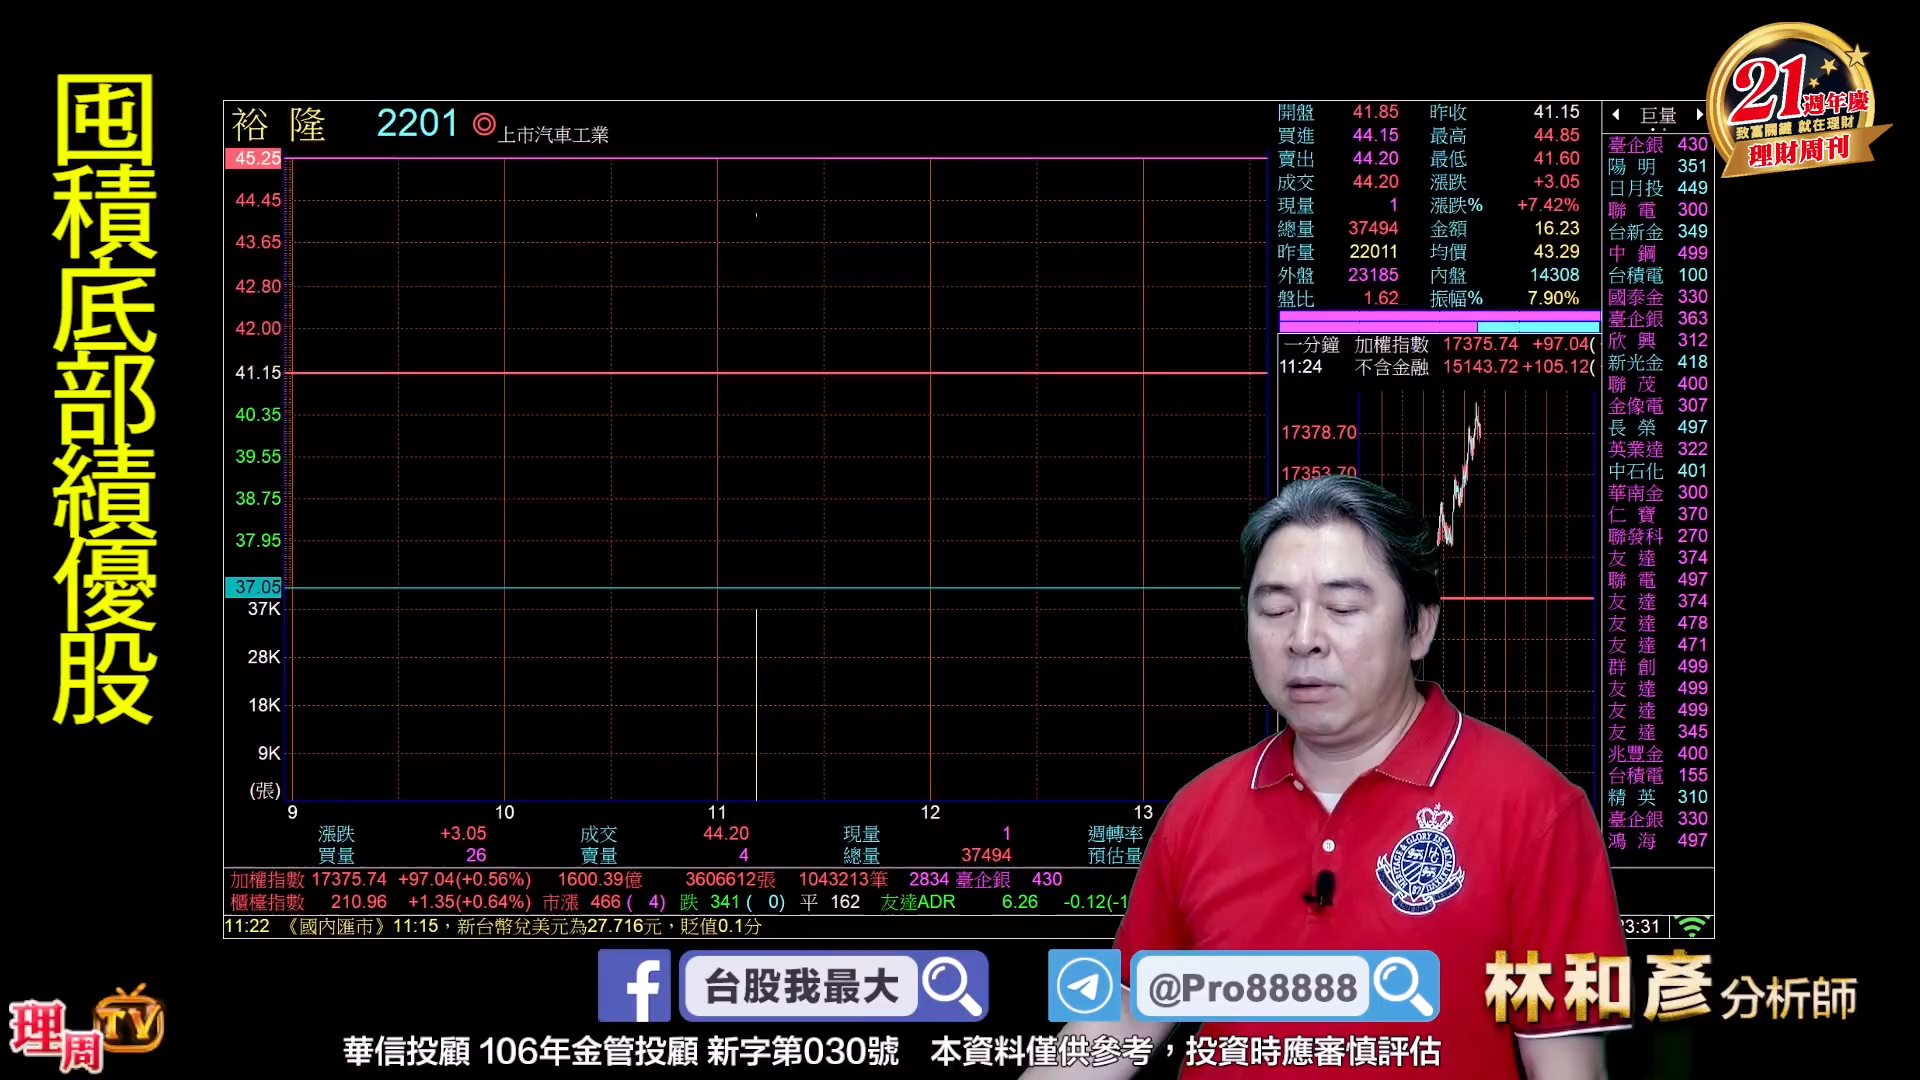 囤積底部績優股
裕隆 2201 ◎上市汽車工業
45.25
44.45
43.65
42.80
42.00
41.15
40.35
39.55
38.75
37.95
37.05
37K
28K
18K
9K
(張)
9 10 11 12 13
漲跌 +3.05 成交 44.20 現量 1 週轉率
買量 26 賣量 4 總量 37494 預估量
開盤 41.85 昨收 41.15
買進 44.15 最高 44.85
賣出 44.20 最低 41.60
成交 44.20 漲跌 +3.05
現量 1 漲跌% +7.42%
總量 37494 金額 16.23
昨量 22011 均價 43.29
外盤 23185 內盤 14308
盤比 1.62 振幅% 7.90%
一分鐘 加權指數 17375.74 +97.04(
11:24 不含金融 15143.72 +105.12(
17378.70
17353.70
巨量
臺企銀 430
陽明 351
日月投 449
聯電 300
台新金 349
中鋼 499
台積電 100
國泰金 330
臺企銀 363
欣興 312
新光金 418
聯茂 400
金像電 307
長榮 497
英業達 322
中石化 401
華南金 300
仁寶 370
聯發科 270
友達 374
聯電 497
友達 374
友達 478
友達 471
群創 499
友達 499
友達 499
友達 345
兆豐金 400
台積電 155
精英 310
臺企銀 330
鴻海 497
加權指數 17375.74 +97.04(+0.56%) 1600.39億 3606612張 1043213筆 2834 臺企銀 430
櫃檯指數 210.96 +1.35(+0.64%) 市漲 466 ( 4) 跌 341 ( 0) 平 162 友達ADR 6.26 -0.12(-1
11:22 《國內匯市》11:15，新台幣兌美元為27.716元，貶值0.1分
3:31
21週年慶
致富關鍵 就在理財
理財周刊
HERITAGE & GLORY
87
台股我最大
@Pro88888
林和彥分析師
理周TV
華信投顧 106年金管投顧 新字第030號 本資料僅供參考，投資時應審慎評估